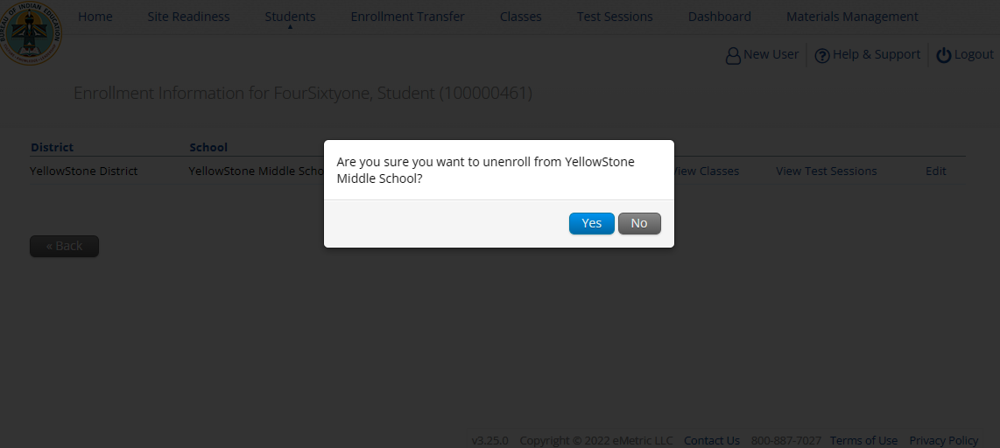 BUREAU OF INDIAN EDUCATION
Home Site Readiness Students Enrollment Transfer Classes Test Sessions Dashboard Materials Management
New User Help & Support Logout
Enrollment Information for FourSixtyone, Student (100000461)
District School
YellowStone District YellowStone Middle Scho View Classes View Test Sessions Edit
Are you sure you want to unenroll from YellowStone
Middle School?
Yes No
« Back
v3.25.0 Copyright © 2022 eMetric LLC Contact Us 800-887-7027 Terms of Use Privacy Policy